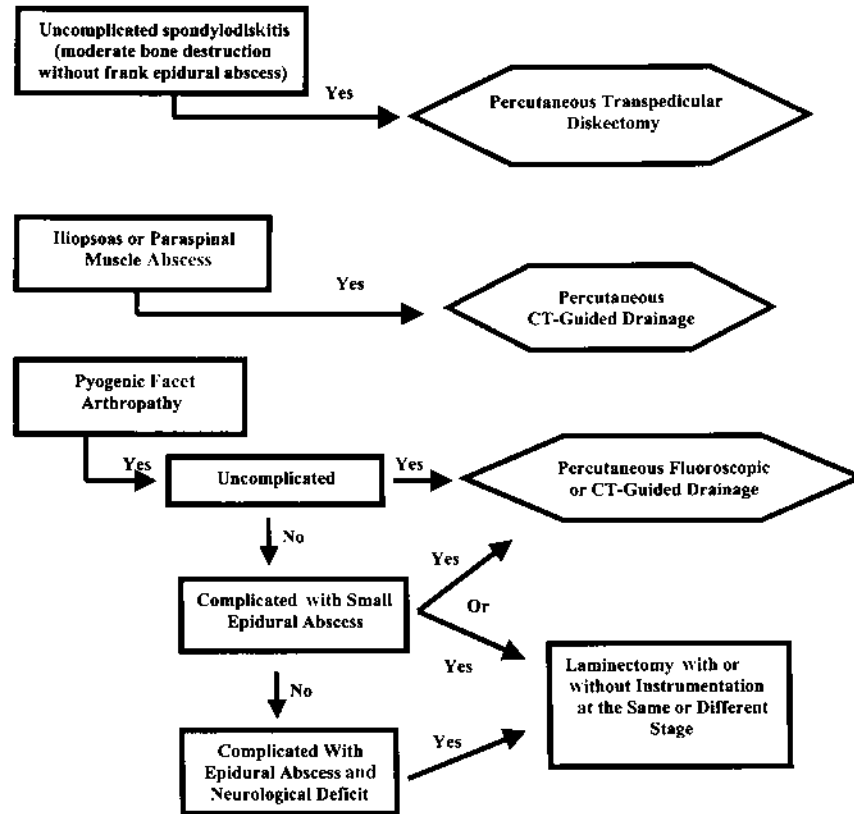 Uncomplicated spondylodiskitis
(moderate bone destruction
without frank epidural abscess)
Yes
Percutaneous Transpedicular
Diskectomy
Iliopsoas or Paraspinal
Muscle Abscess
Yes
Percutaneous
CT-Guided Drainage
Pyogenic Facet
Arthropathy
Yes
Uncomplicated
Yes
Percutaneous Fluoroscopic
or CT-Guided Drainage
No
Complicated with Small
Epidural Abscess
Yes
Or
Yes
Laminectomy with or
without Instrumentation
at the Same or Different
Stage
No
Complicated With
Epidural Abscess and
Neurological Deficit
Yes